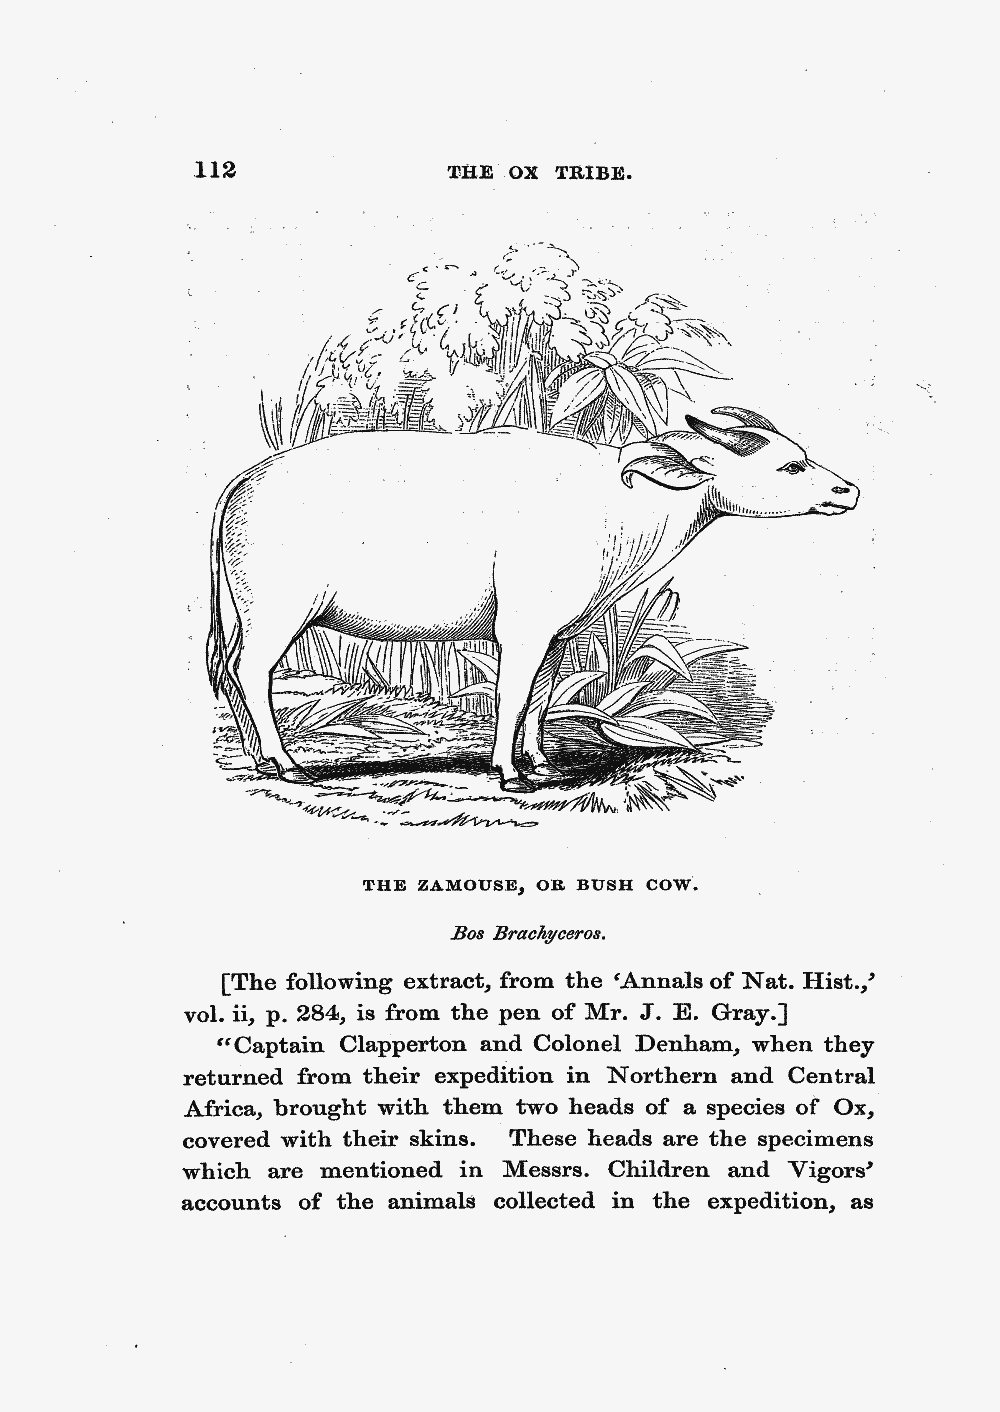 112
THE OX TRIBE.
THE ZAMOUSE, OR BUSH COW.
Bos Brachyceros.
[The following extract, from the ‘Annals of Nat. Hist.,’
vol. ii, p. 284, is from the pen of Mr. J. E. Gray.]
“Captain Clapperton and Colonel Denham, when they
returned from their expedition in Northern and Central
Africa, brought with them two heads of a species of Ox,
covered with their skins. These heads are the specimens
which are mentioned in Messrs. Children and Vigors’
accounts of the animals collected in the expedition, as